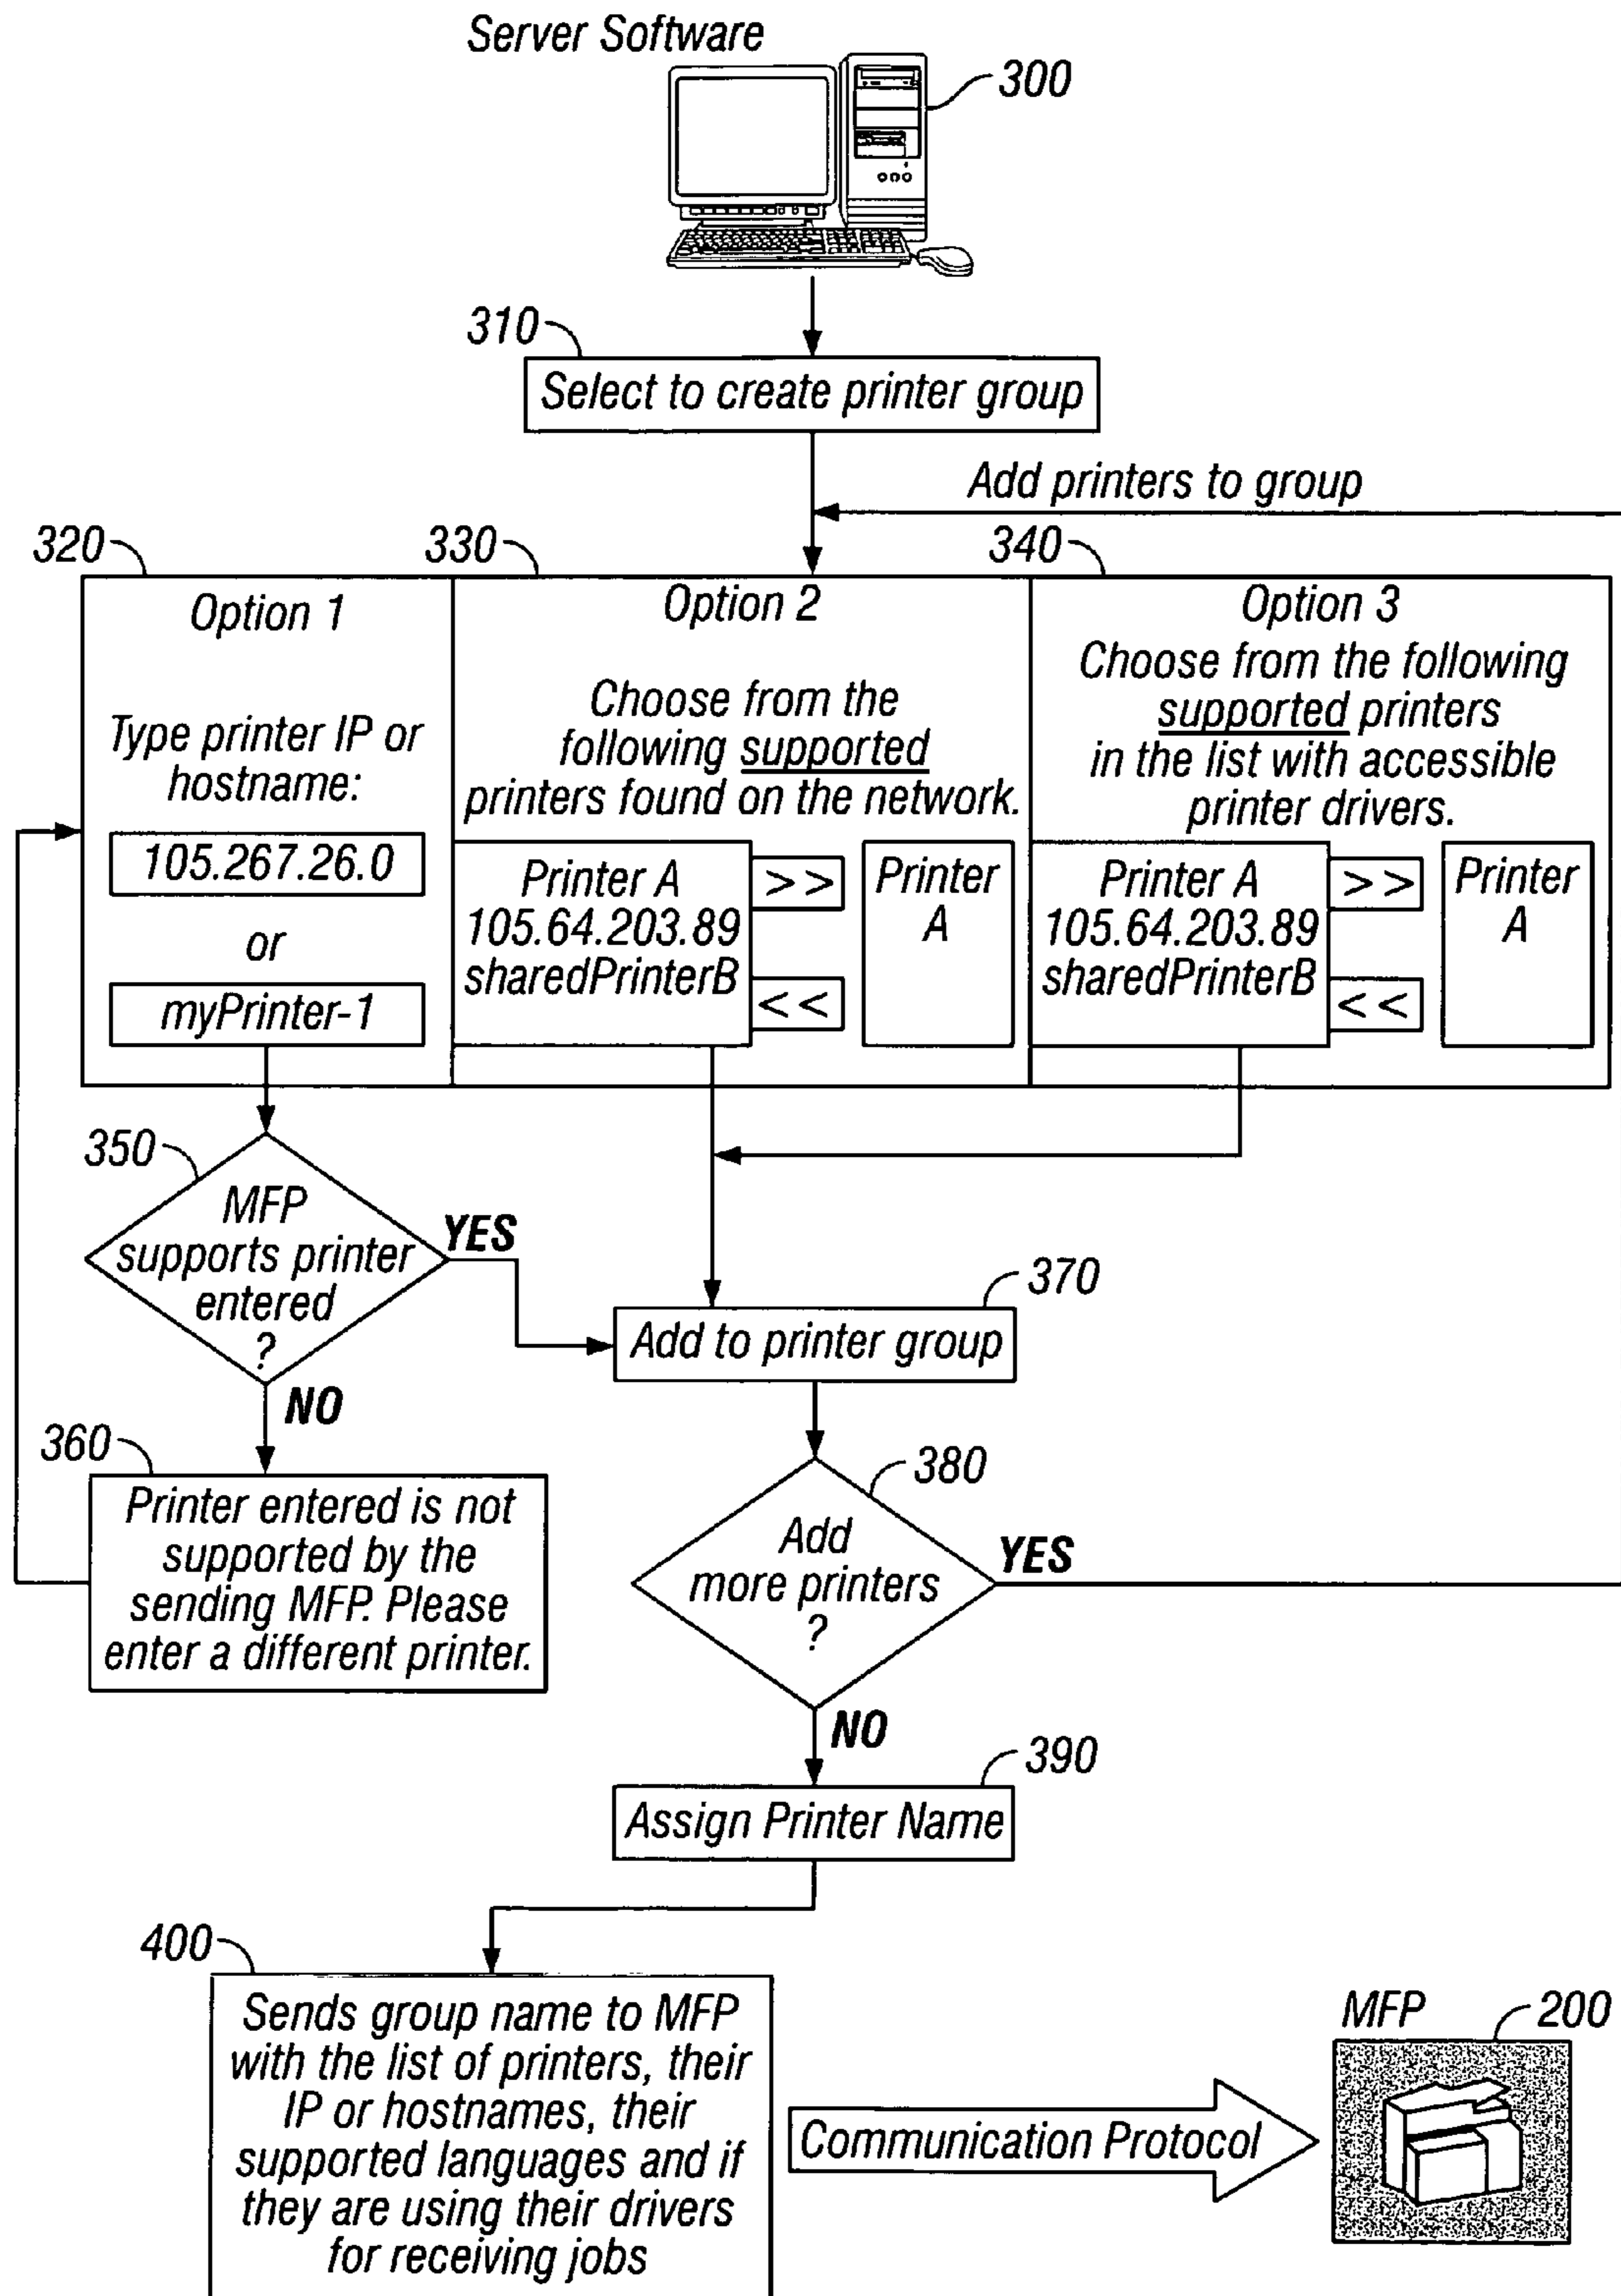 Server Software
300
310
Select to create printer group
Add printers to group
320
330
340
Option 1
Type printer IP or
hostname:
105.267.26.0
or
myPrinter-1
Option 2
Choose from the
following supported
printers found on the network.
Printer A
105.64.203.89
sharedPrinterB
>>
<<
Printer
A
Option 3
Choose from the following
supported printers
in the list with accessible
printer drivers.
Printer A
105.64.203.89
sharedPrinterB
>>
<<
Printer
A
350
MFP
supports printer
entered
?
YES
NO
360
Printer entered is not
supported by the
sending MFP. Please
enter a different printer.
370
Add to printer group
380
Add
more printers
?
YES
NO
390
Assign Printer Name
400
Sends group name to MFP
with the list of printers, their
IP or hostnames, their
supported languages and if
they are using their drivers
for receiving jobs
Communication Protocol
MFP
200